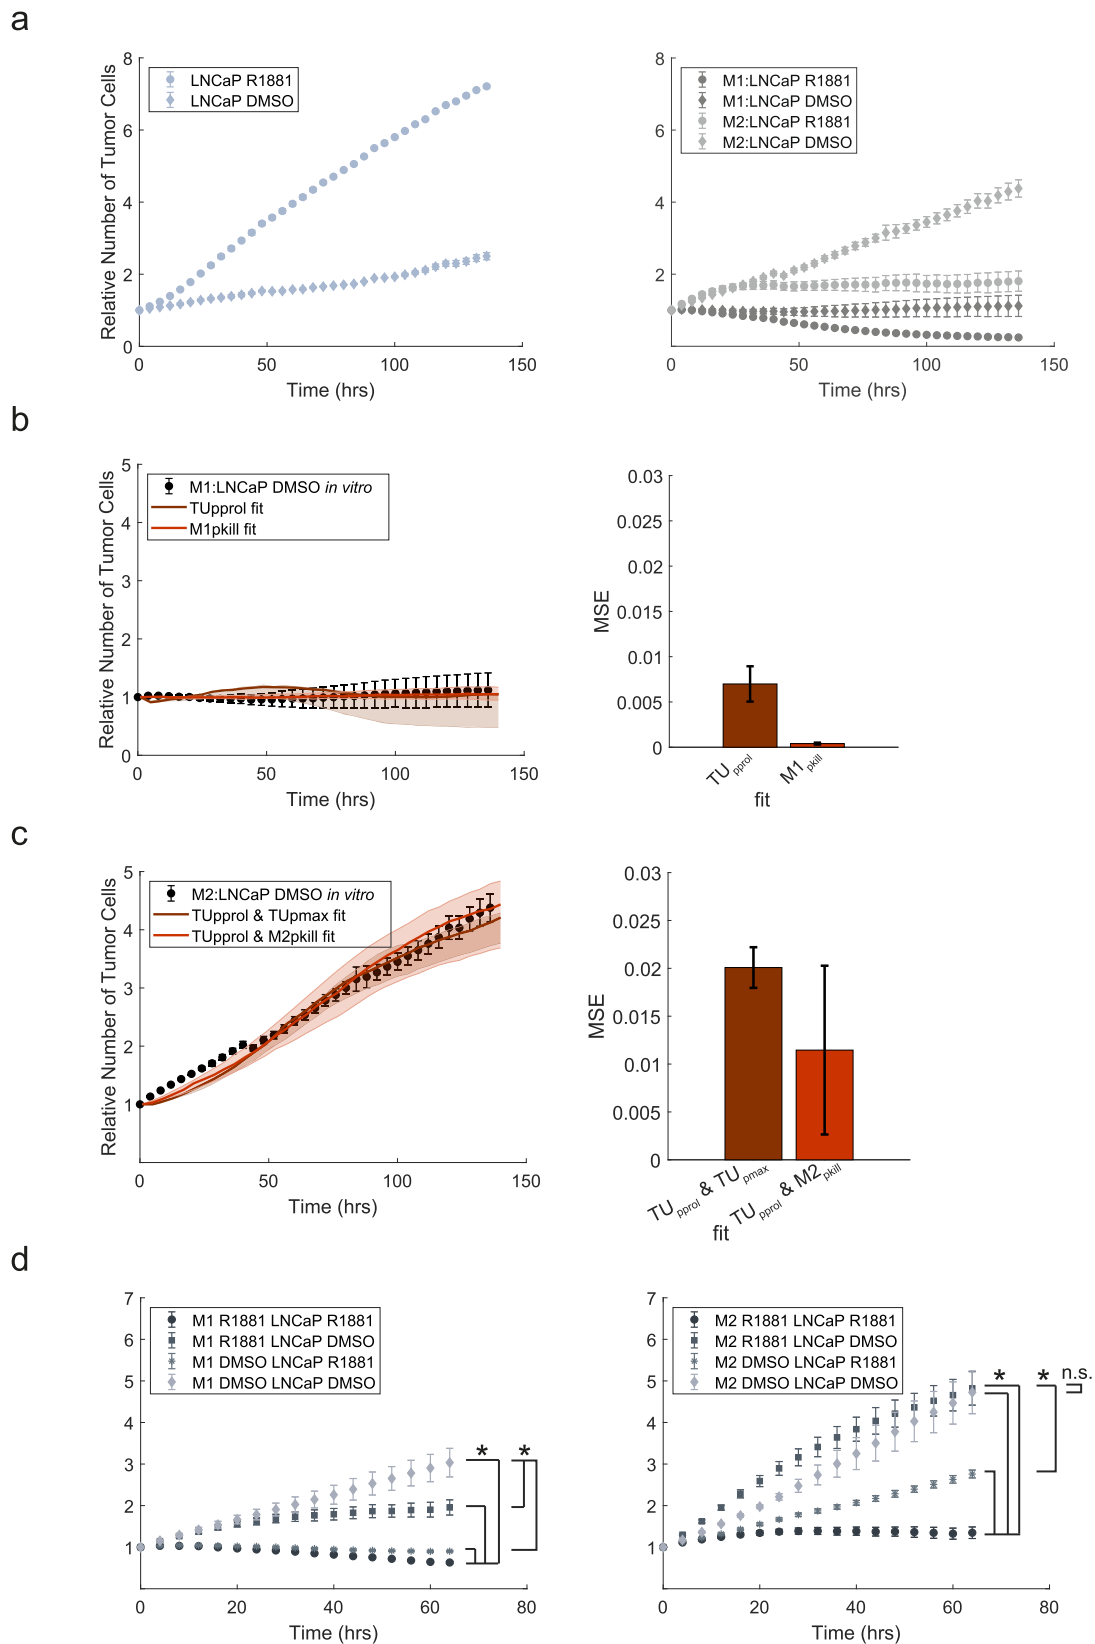 a
Relative Number of Tumor Cells
8
6
4
2
0
LNCaP R1881
LNCaP DMSO
0 50 100 150
Time (hrs)
8
6
4
2
0
M1:LNCaP R1881
M1:LNCaP DMSO
M2:LNCaP R1881
M2:LNCaP DMSO
0 50 100 150
Time (hrs)
b
Relative Number of Tumor Cells
5
4
3
2
1
0
M1:LNCaP DMSO in vitro
TUpprol fit
M1pkill fit
0 50 100 150
Time (hrs)
MSE
0.03
0.025
0.02
0.015
0.01
0.005
0
TU pprol M1 pkill
fit
c
Relative Number of Tumor Cells
5
4
3
2
1
M2:LNCaP DMSO in vitro
TUpprol & TUpmax fit
TUpprol & M2pkill fit
0 50 100 150
Time (hrs)
MSE
0.03
0.025
0.02
0.015
0.01
0.005
0
TU pprol & TU pmax TU pprol & M2 pkill
fit
d
7
6
5
4
3
2
1
M1 R1881 LNCaP R1881
M1 R1881 LNCaP DMSO
M1 DMSO LNCaP R1881
M1 DMSO LNCaP DMSO
* *
0 20 40 60 80
Time (hrs)
7
6
5
4
3
2
1
M2 R1881 LNCaP R1881
M2 R1881 LNCaP DMSO
M2 DMSO LNCaP R1881
M2 DMSO LNCaP DMSO
* * n.s.
0 20 40 60 80
Time (hrs)